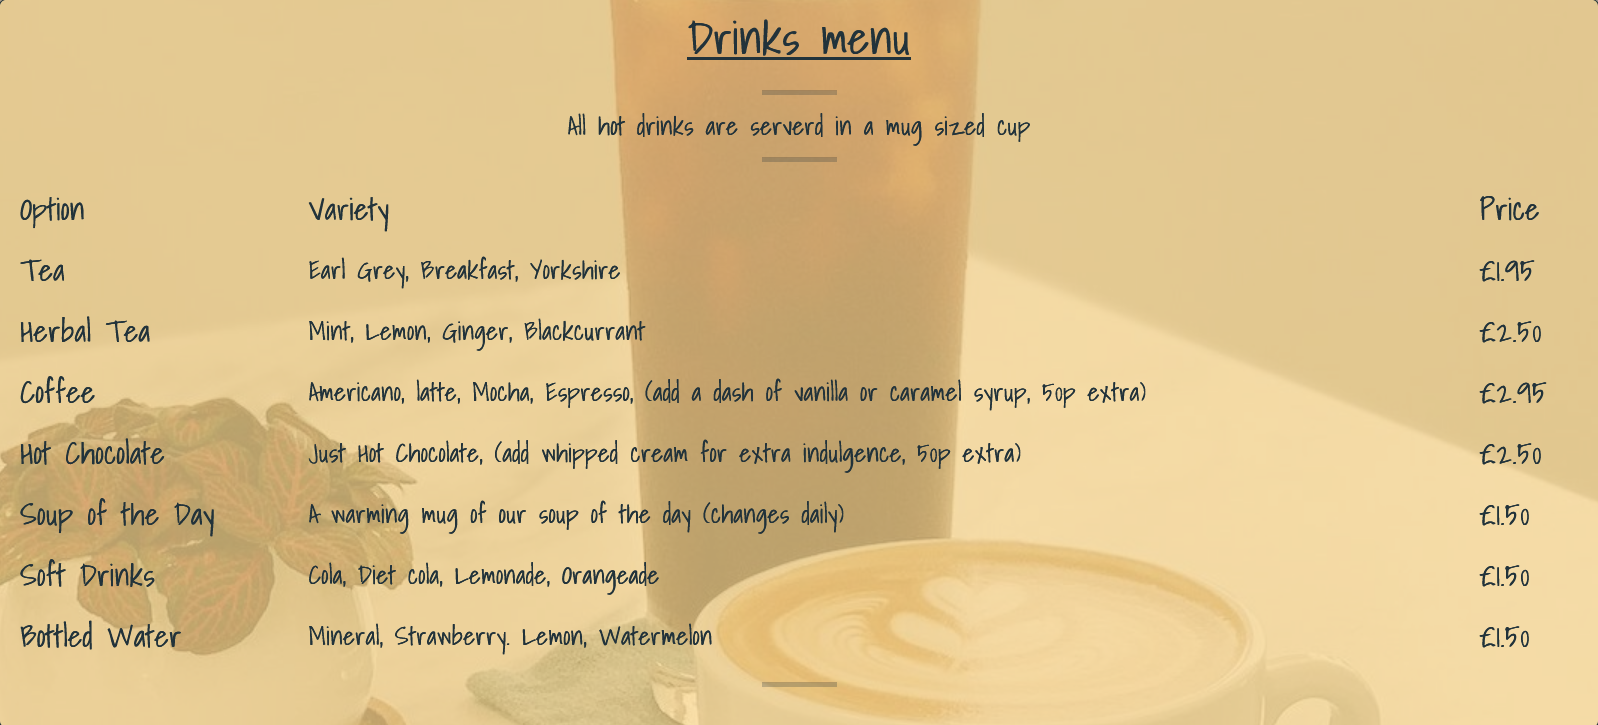 Drinks menu
All hot drinks are serverd in a mug sized cup
Option Variety Price
Tea Earl Grey, Breakfast, Yorkshire £1.95
Herbal Tea Mint, Lemon, Ginger, Blackcurrant £2.50
Coffee Americano, latte, Mocha, Espresso, (add a dash of vanilla or caramel syrup, 50p extra) £2.95
Hot Chocolate Just Hot Chocolate, (add whipped cream for extra indulgence, 50p extra) £2.50
Soup of the Day A warming mug of our soup of the day (Changes daily) £1.50
Soft Drinks Cola, Diet cola, Lemonade, Orangeade £1.50
Bottled Water Mineral, Strawberry. Lemon, Watermelon £1.50